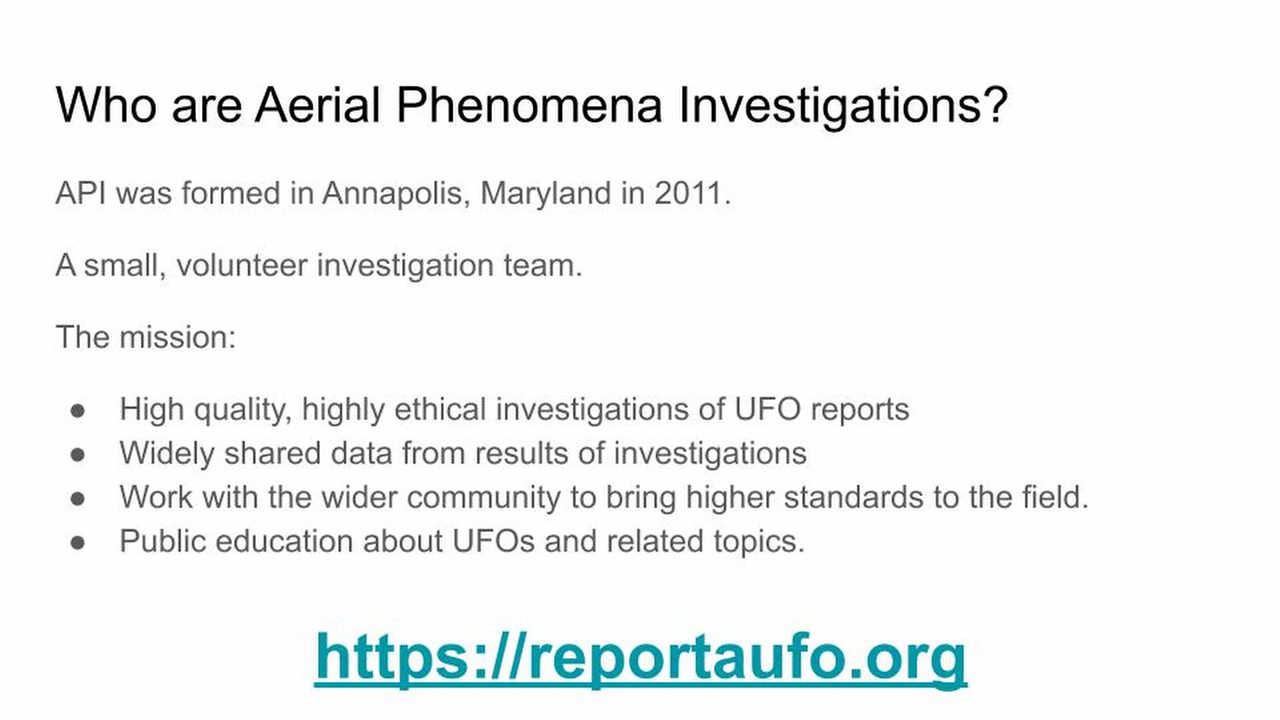 Who are Aerial Phenomena Investigations?
API was formed in Annapolis, Maryland in 2011.
A small, volunteer investigation team.
The mission:
● High quality, highly ethical investigations of UFO reports
● Widely shared data from results of investigations
● Work with the wider community to bring higher standards to the field.
● Public education about UFOs and related topics.
https://reportaufo.org